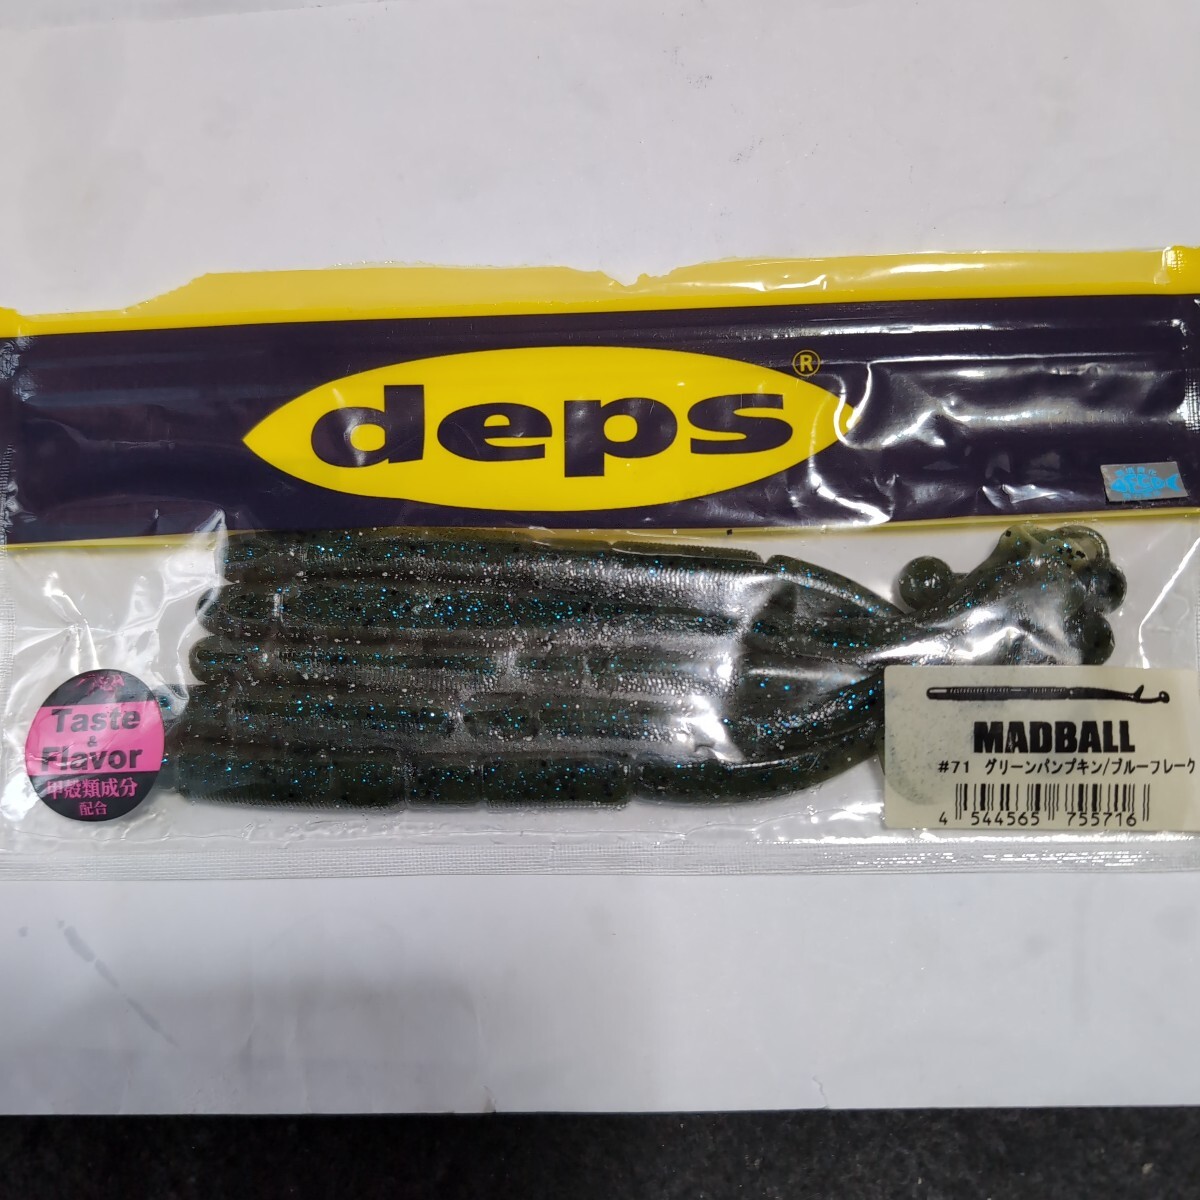 deps®
Taste
&
Flavor
甲殻類成分
配合
MADBALL
#71 グリーンパンプキン/ブルーフレーク
4 544565 755716